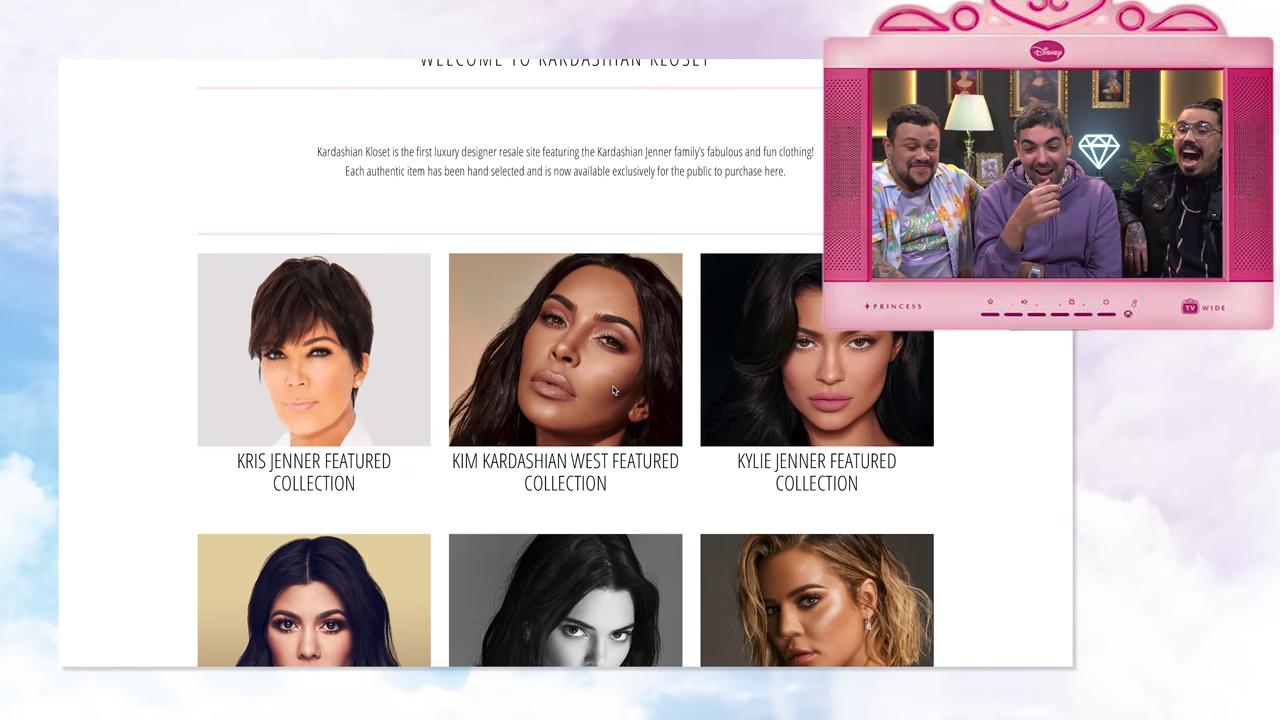 WELCOME TO KARDASHIAN KLOSET
Kardashian Kloset is the first luxury designer resale site featuring the Kardashian Jenner family's fabulous and fun clothing!
Each authentic item has been hand selected and is now available exclusively for the public to purchase here.
Disney
PRINCESS
TV WIDE
KRIS JENNER FEATURED
COLLECTION
KIM KARDASHIAN WEST FEATURED
COLLECTION
KYLIE JENNER FEATURED
COLLECTION